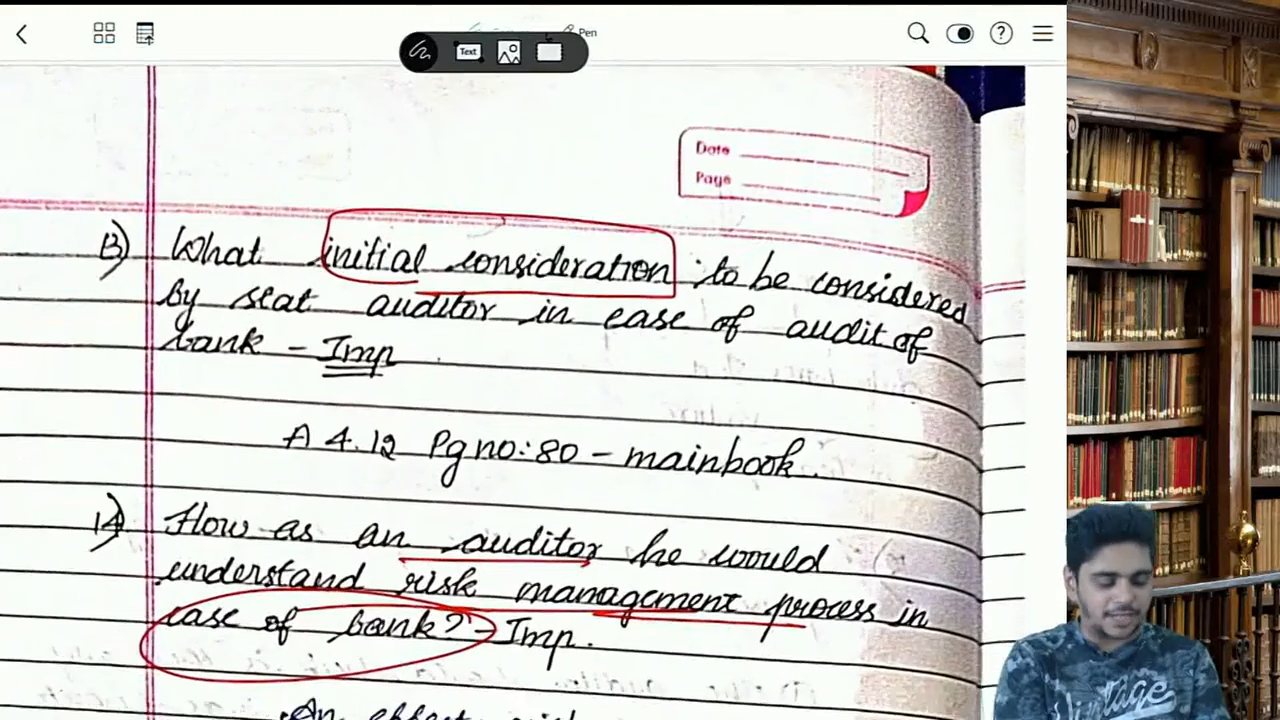 Pen
Text
Date
Page
13) What initial consideration to be considered
by stat auditor in case of audit of
bank - Imp
A 4.12 Pg no: 80 - mainbook.
14) How as an auditor he would
understand risk management process in
case of bank? - Imp.
. An